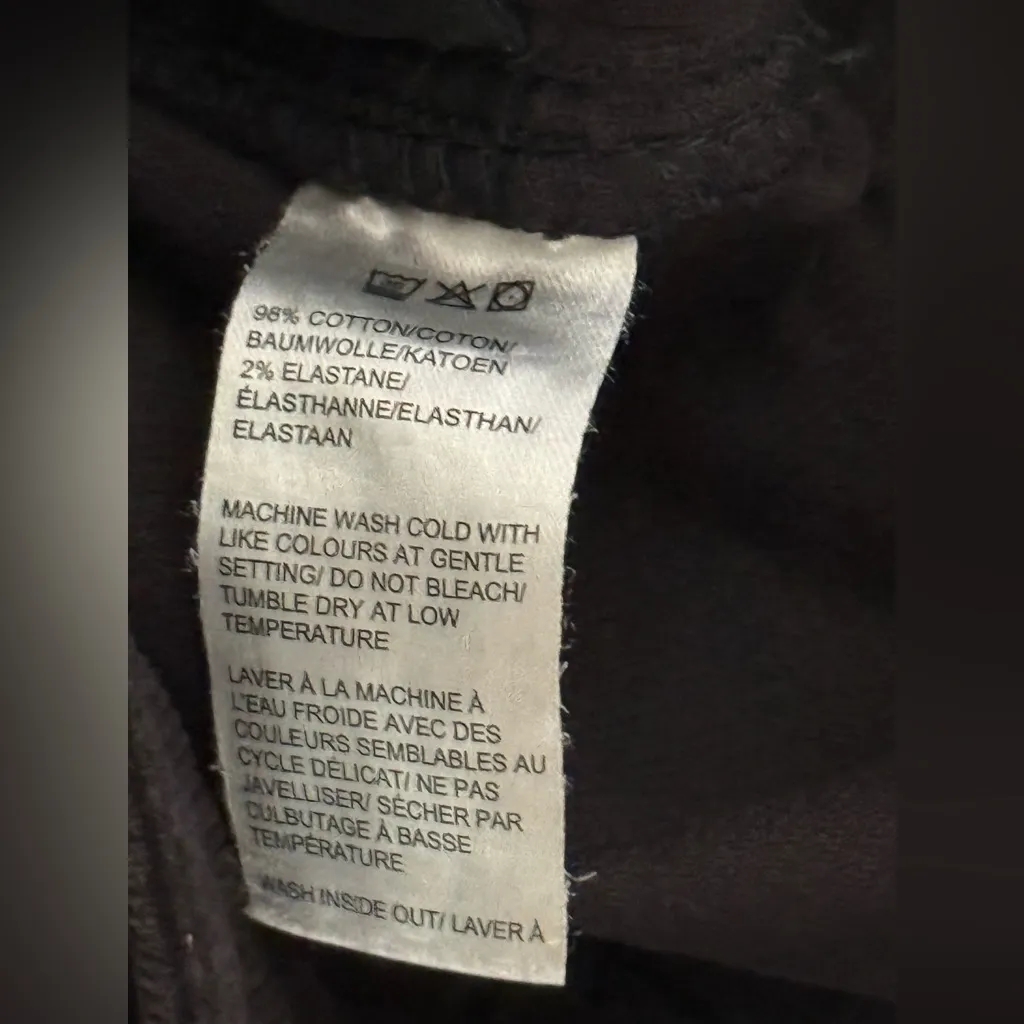 98% COTTON/COTON/
BAUMWOLLE/KATOEN
2% ELASTANE/
ÉLASTHANNE/ELASTHAN/
ELASTAAN
MACHINE WASH COLD WITH
LIKE COLOURS AT GENTLE
SETTING/ DO NOT BLEACH/
TUMBLE DRY AT LOW
TEMPERATURE
LAVER À LA MACHINE À
L'EAU FROIDE AVEC DES
COULEURS SEMBLABLES AU
CYCLE DÉLICAT/ NE PAS
JAVELLISER/ SÉCHER PAR
CULBUTAGE À BASSE
TEMPÉRATURE
WASH INSIDE OUT/ LAVER À